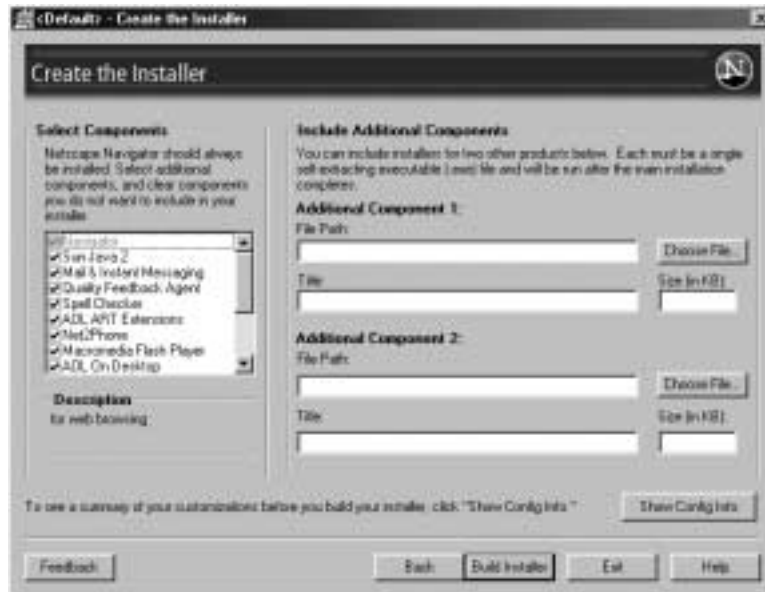 <Default> - Create the Installer
Create the Installer
N
Select Components
Netscape Navigator should always
be installed. Select additional
components, and clear components
you do not want to include in your
installer.
Navigator
Sun Java 2
Mail & Instant Messaging
Quality Feedback Agent
Spell Checker
AOL ART Extensions
Net2Phone
Macromedia Flash Player
AOL On Desktop
Description
for web browsing
Include Additional Components
You can include installers for two other products below. Each must be a single
self-extracting executable (.exe) file and will be run after the main installation
completes.
Additional Component 1:
File Path:
Choose File...
Title:
Size (in KB):
Additional Component 2:
File Path:
Choose File...
Title:
Size (in KB):
To see a summary of your customizations before you build your installer, click "Show Config Info."
Show Config Info
Feedback
Back
Build Installer
Exit
Help